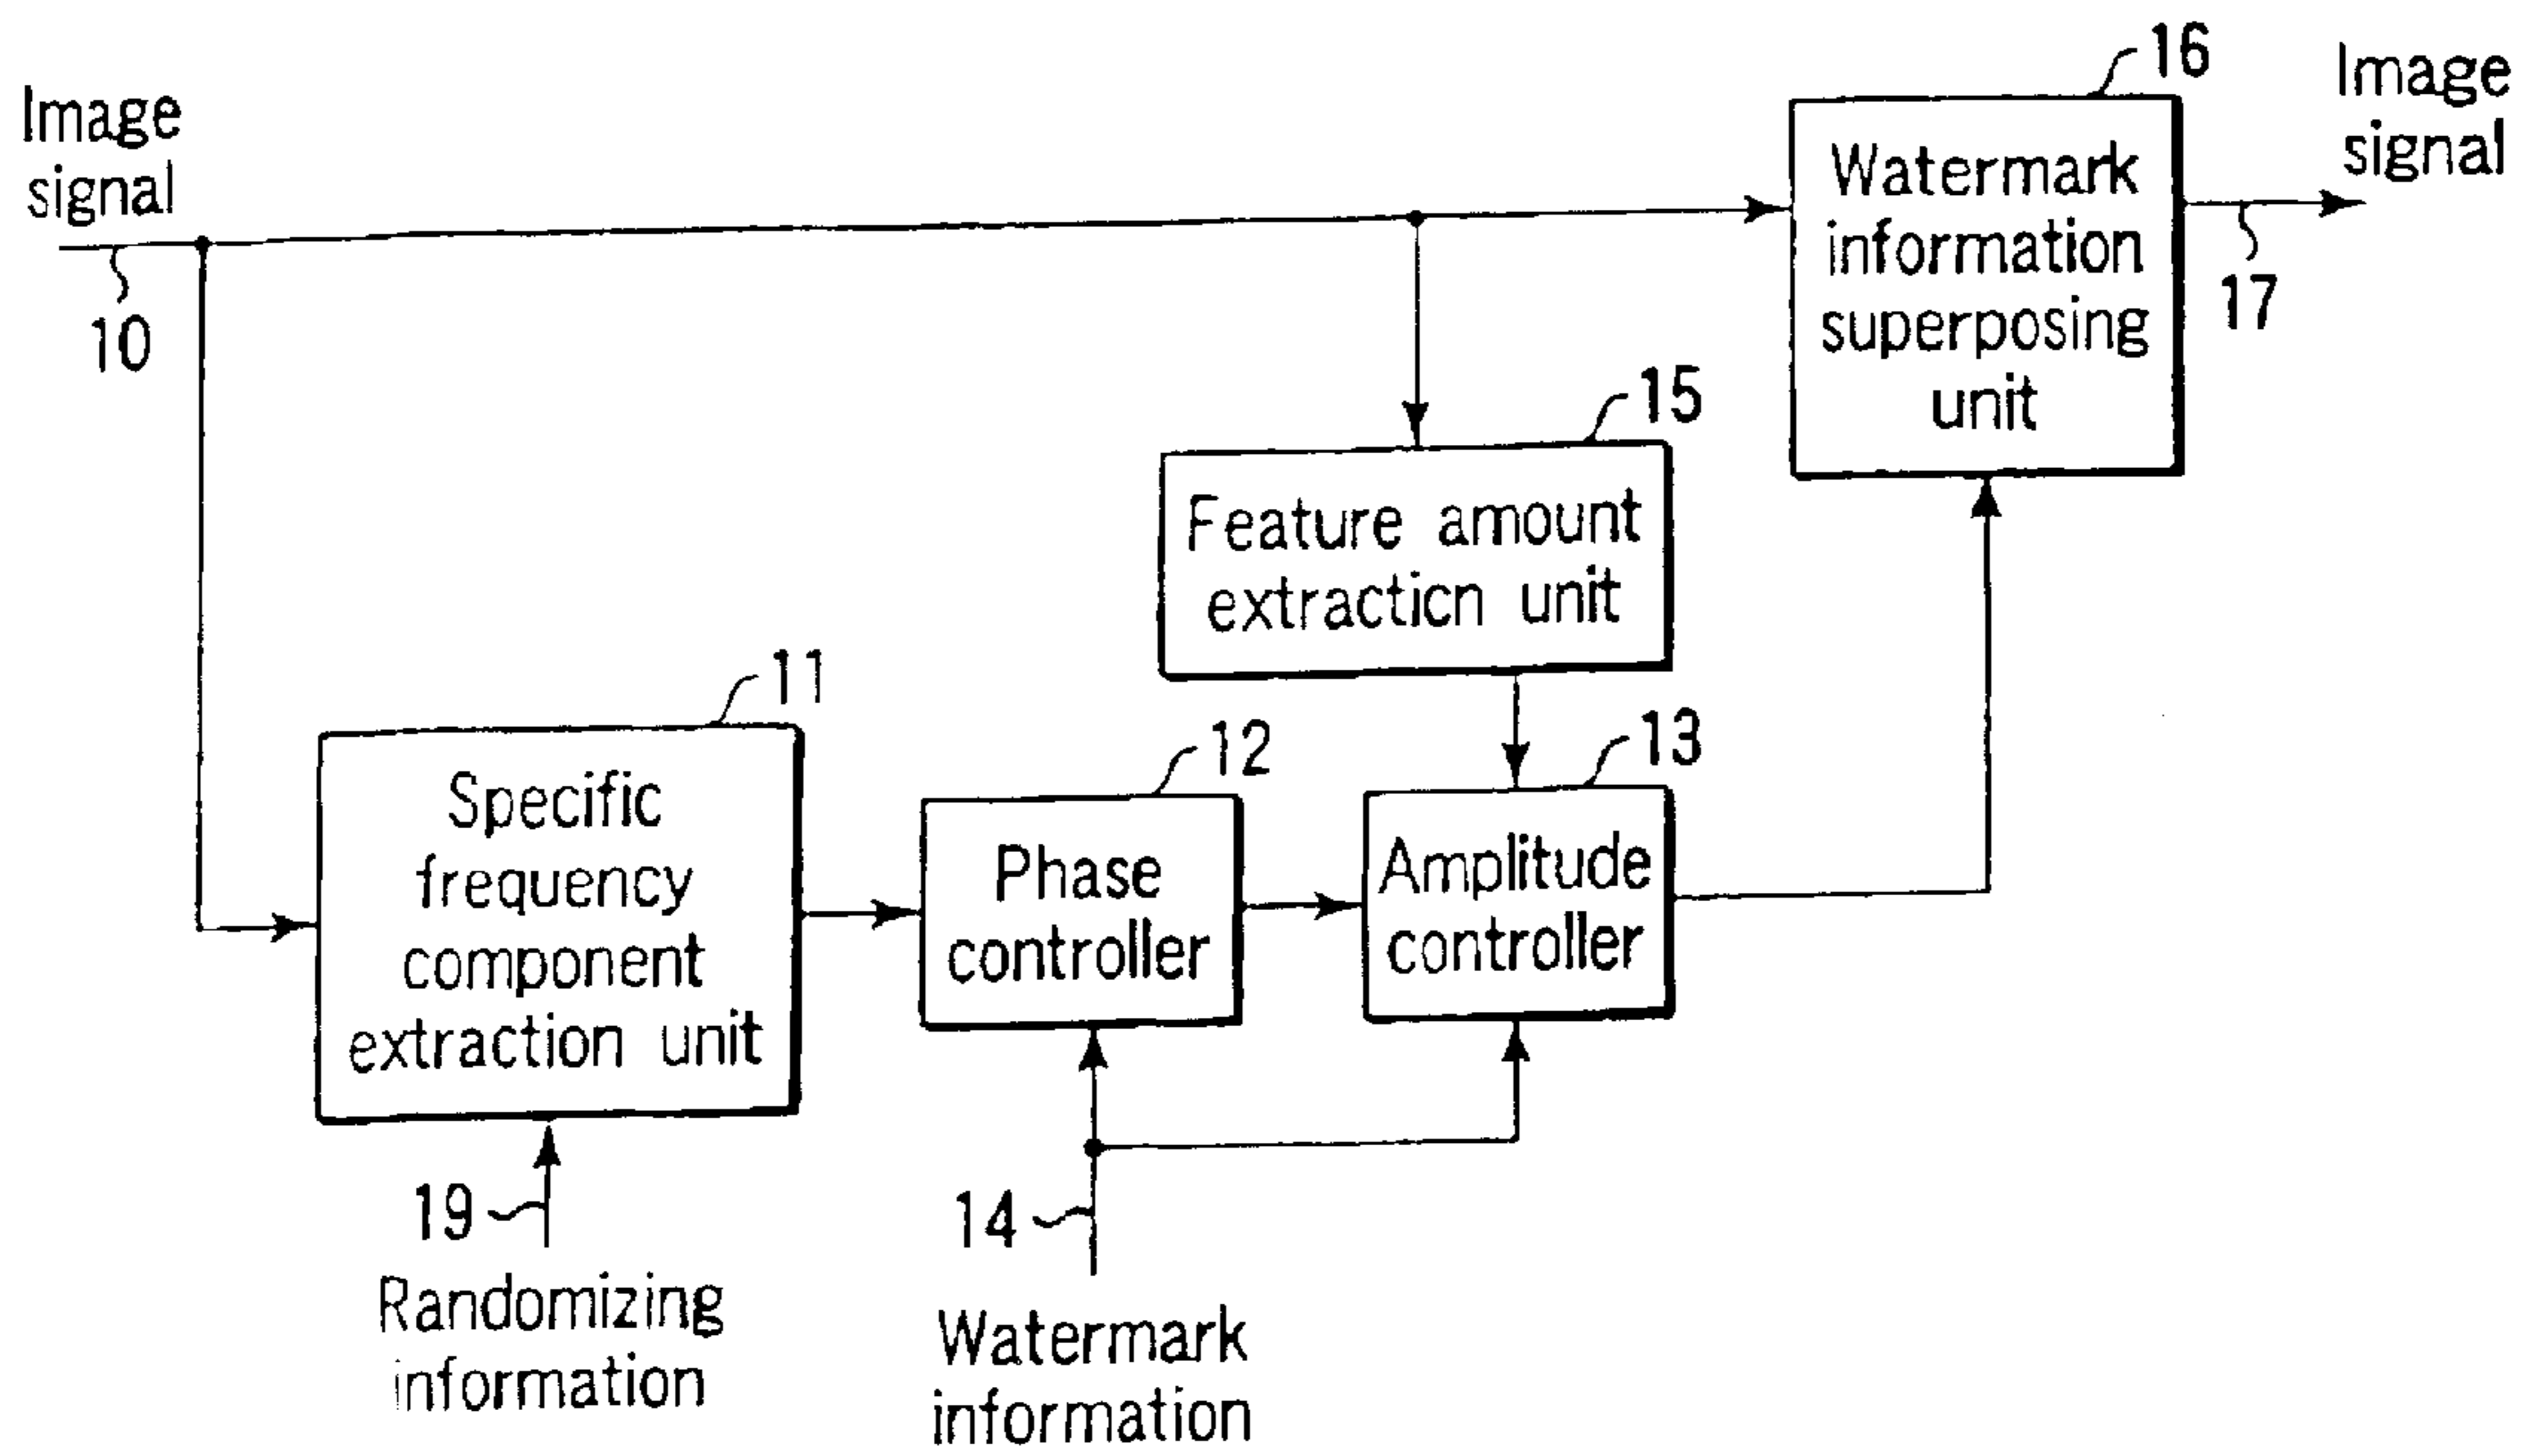 Image
signal
10
16
Watermark
information
superposing
unit
Image
signal
17
15
Feature amount
extraction unit
11
Specific
frequency
component
extraction unit
12
Phase
controller
13
Amplitude
controller
19
Randomizing
information
14
Watermark
information